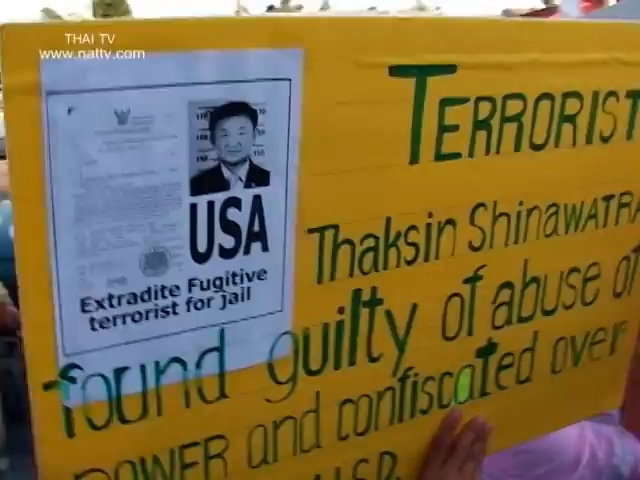 THAI TV
www.nattv.com
USA
Extradite Fugitive
terrorist for jail
TERRORIST
Thaksin SHINAWATRA
found guilty of abuse of
POWER and confiscated over
USD.